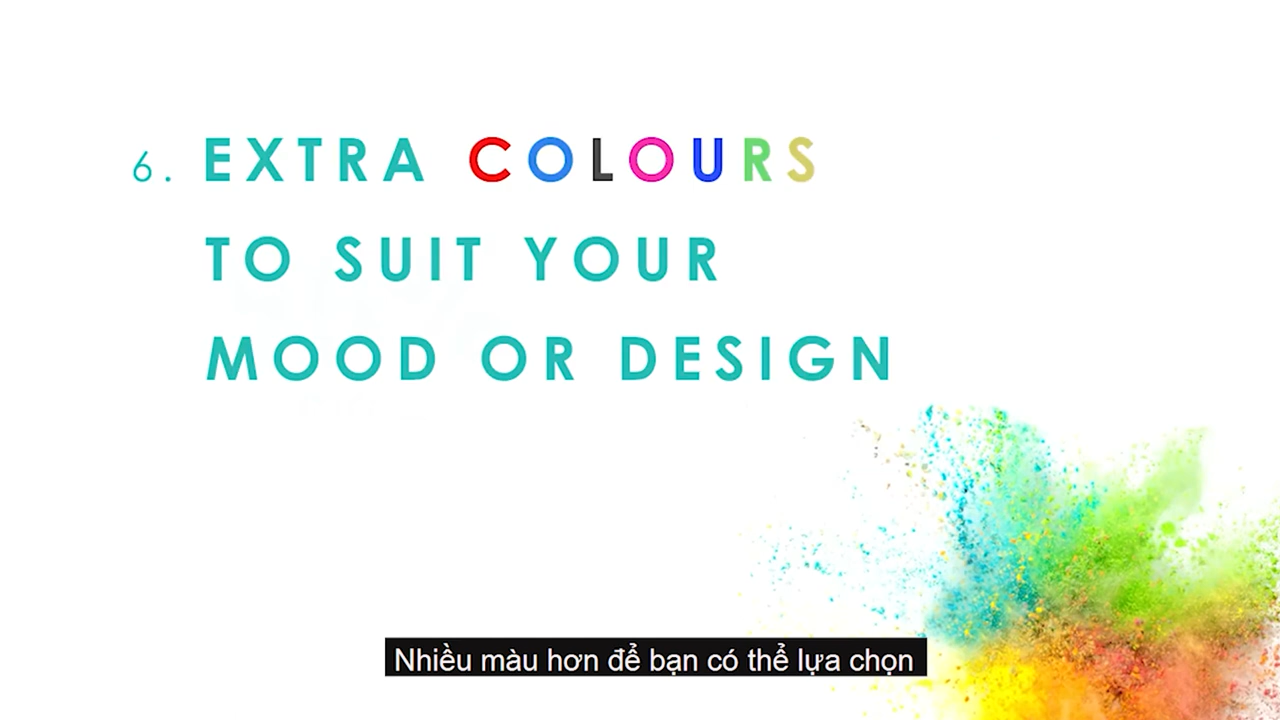 6. EXTRA COLOURS
TO SUIT YOUR
MOOD OR DESIGN
Nhiều màu hơn để bạn có thể lựa chọn